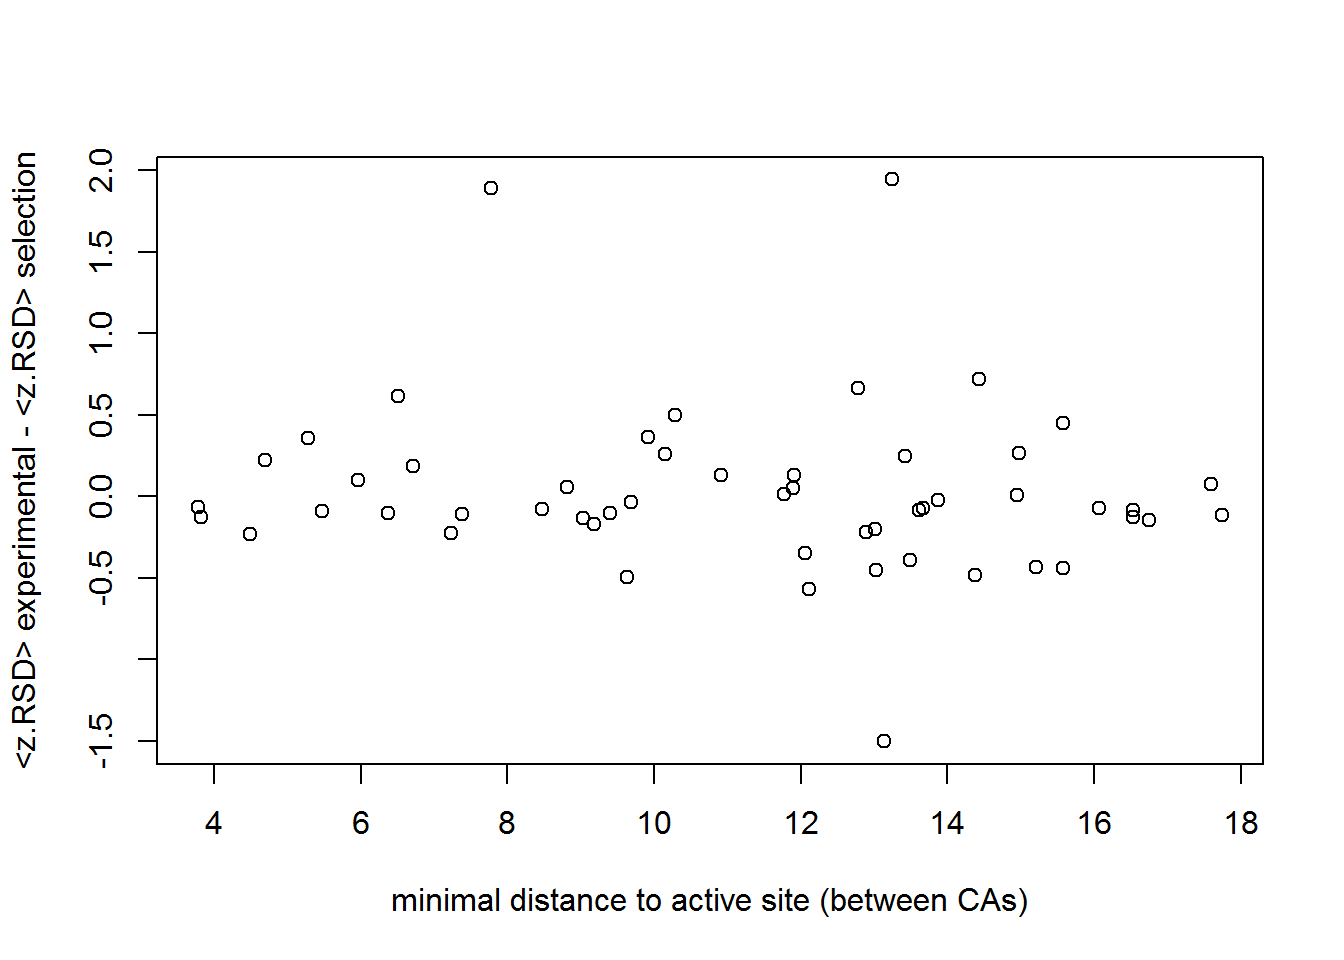 <z.RSD> experimental - <z.RSD> selection
2.0
1.5
1.0
0.5
0.0
-0.5
-1.5
4 6 8 10 12 14 16 18
minimal distance to active site (between CAs)